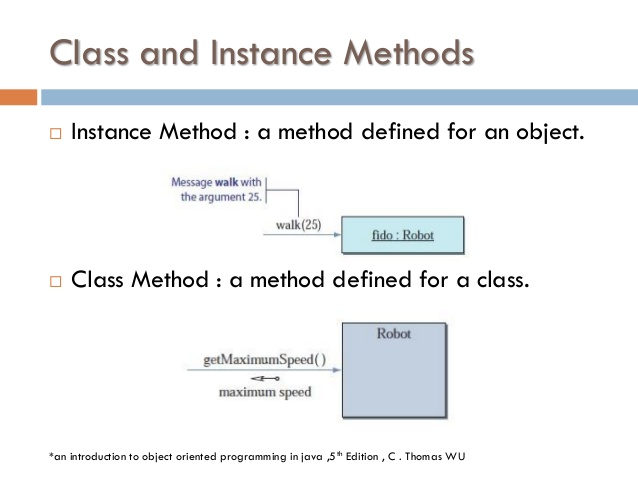 Class and Instance Methods
Instance Method : a method defined for an object.
Message walk with
the argument 25.
walk(25)
fido : Robot
Class Method : a method defined for a class.
Robot
getMaximumSpeed( )
maximum speed
*an introduction to object oriented programming in java ,5th Edition , C . Thomas WU